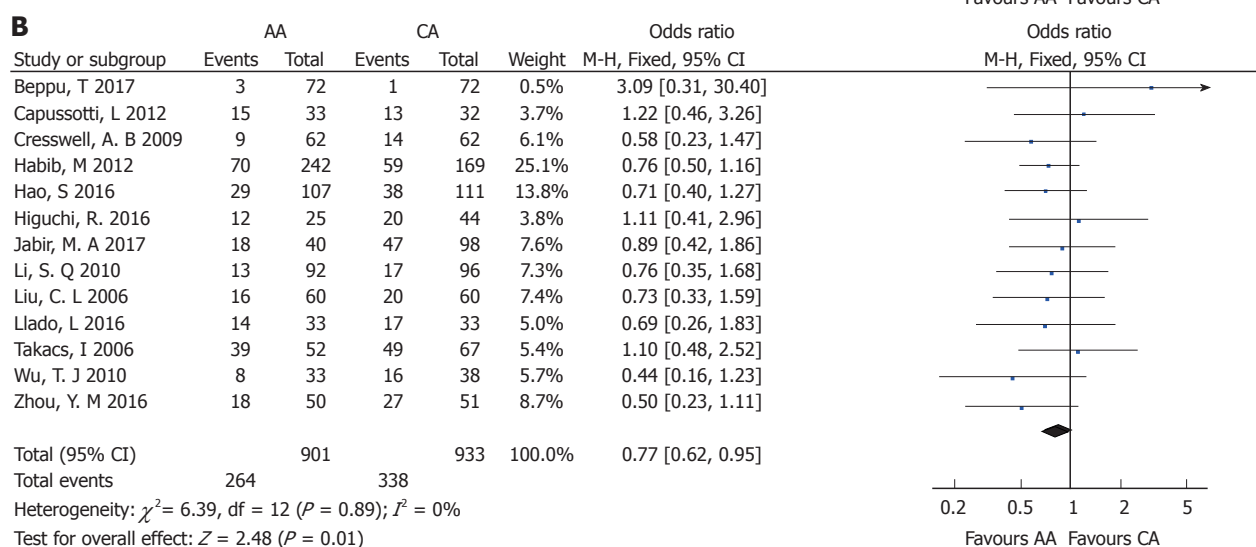 Favours AA Favours CA
B
AA CA Odds ratio Odds ratio
Study or subgroup Events Total Events Total Weight M-H, Fixed, 95% CI M-H, Fixed, 95% CI
Beppu, T 2017 3 72 1 72 0.5% 3.09 [0.31, 30.40]
Capussotti, L 2012 15 33 13 32 3.7% 1.22 [0.46, 3.26]
Cresswell, A. B 2009 9 62 14 62 6.1% 0.58 [0.23, 1.47]
Habib, M 2012 70 242 59 169 25.1% 0.76 [0.50, 1.16]
Hao, S 2016 29 107 38 111 13.8% 0.71 [0.40, 1.27]
Higuchi, R. 2016 12 25 20 44 3.8% 1.11 [0.41, 2.96]
Jabir, M. A 2017 18 40 47 98 7.6% 0.89 [0.42, 1.86]
Li, S. Q 2010 13 92 17 96 7.3% 0.76 [0.35, 1.68]
Liu, C. L 2006 16 60 20 60 7.4% 0.73 [0.33, 1.59]
Llado, L 2016 14 33 17 33 5.0% 0.69 [0.26, 1.83]
Takacs, I 2006 39 52 49 67 5.4% 1.10 [0.48, 2.52]
Wu, T. J 2010 8 33 16 38 5.7% 0.44 [0.16, 1.23]
Zhou, Y. M 2016 18 50 27 51 8.7% 0.50 [0.23, 1.11]
Total (95% CI) 901 933 100.0% 0.77 [0.62, 0.95]
Total events 264 338
Heterogeneity: χ²= 6.39, df = 12 (P = 0.89); I² = 0%
0.2 0.5 1 2 5
Test for overall effect: Z = 2.48 (P = 0.01)
Favours AA Favours CA